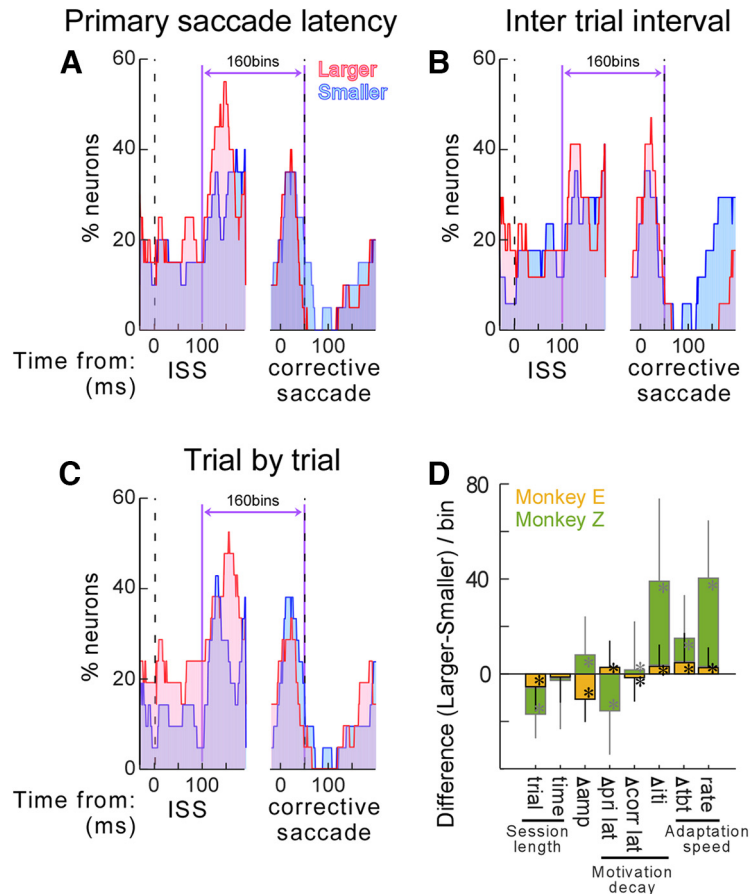 Primary saccade latency
Inter trial interval
A
B
160bins
160bins
Larger
Smaller
60
40
20
0
% neurons
60
40
20
0
% neurons
0 100
0 100
0 100
0 100
Time from:
(ms)
ISS
corrective
saccade
ISS
corrective
saccade
Trial by trial
C
D
160bins
60
40
20
0
% neurons
0 100
0 100
Time from:
(ms)
ISS
corrective
saccade
Monkey E
Monkey Z
80
40
0
Difference (Larger-Smaller) / bin
trial
time
Δamp
Δpri lat
Δcorr lat
Δiti
Δtbt
rate
Session
length
Motivation
decay
Adaptation
speed